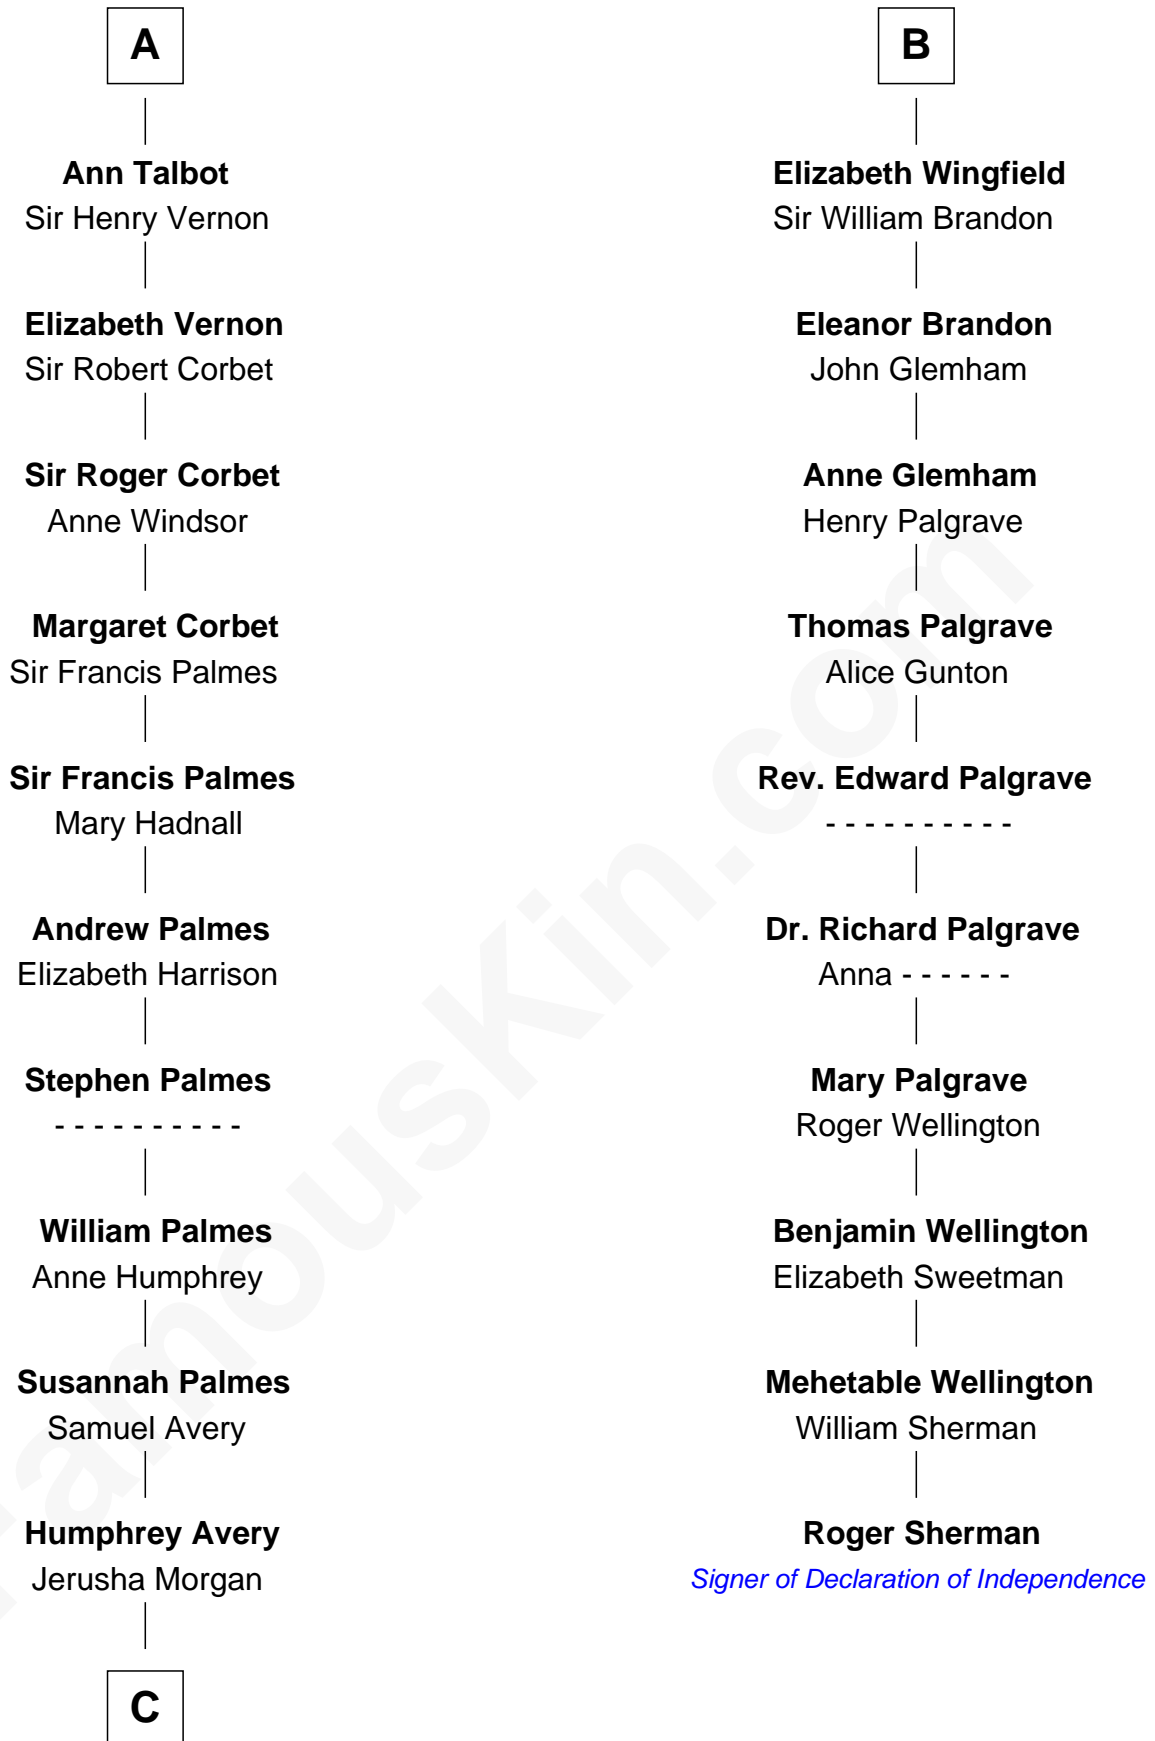 A
Ann Talbot
Sir Henry Vernon
Elizabeth Vernon
Sir Robert Corbet
Sir Roger Corbet
Anne Windsor
Margaret Corbet
Sir Francis Palmes
Sir Francis Palmes
Mary Hadnall
Andrew Palmes
Elizabeth Harrison
Stephen Palmes
- - - - - - - - - -
William Palmes
Anne Humphrey
Susannah Palmes
Samuel Avery
Humphrey Avery
Jerusha Morgan
C
B
Elizabeth Wingfield
Sir William Brandon
Eleanor Brandon
John Glemham
Anne Glemham
Henry Palgrave
Thomas Palgrave
Alice Gunton
Rev. Edward Palgrave
- - - - - - - - - -
Dr. Richard Palgrave
Anna - - - - - -
Mary Palgrave
Roger Wellington
Benjamin Wellington
Elizabeth Sweetman
Mehetable Wellington
William Sherman
Roger Sherman
Signer of Declaration of Independence
FamousKin.com